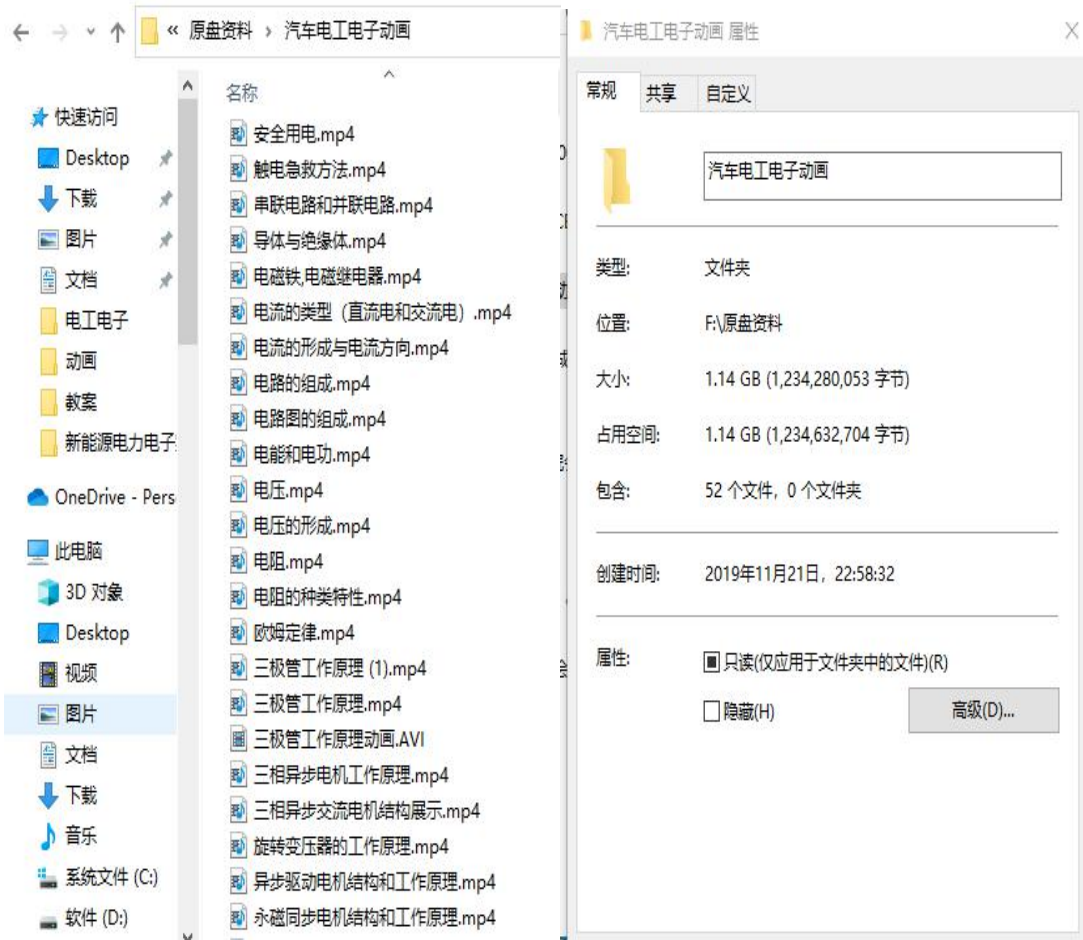 « 原盘资料 › 汽车电工电子动画
快速访问
Desktop
下载
图片
文档
电工电子
动画
教案
新能源电力电子
OneDrive - Pers
此电脑
3D 对象
Desktop
视频
图片
文档
下载
音乐
系统文件 (C:)
软件 (D:)
名称
安全用电.mp4
触电急救方法.mp4
串联电路和并联电路.mp4
导体与绝缘体.mp4
电磁铁,电磁继电器.mp4
电流的类型（直流电和交流电）.mp4
电流的形成与电流方向.mp4
电路的组成.mp4
电路图的组成.mp4
电能和电功.mp4
电压.mp4
电压的形成.mp4
电阻.mp4
电阻的种类特性.mp4
欧姆定律.mp4
三极管工作原理 (1).mp4
三极管工作原理.mp4
三极管工作原理动画.AVI
三相异步电机工作原理.mp4
三相异步交流电机结构展示.mp4
旋转变压器的工作原理.mp4
异步驱动电机结构和工作原理.mp4
永磁同步电机结构和工作原理.mp4
汽车电工电子动画 属性
常规 共享 自定义
汽车电工电子动画
类型: 文件夹
位置: F:\原盘资料
大小: 1.14 GB (1,234,280,053 字节)
占用空间: 1.14 GB (1,234,632,704 字节)
包含: 52 个文件，0 个文件夹
创建时间: 2019年11月21日，22:58:32
属性: 只读(仅应用于文件夹中的文件)(R)
隐藏(H) 高级(D)...